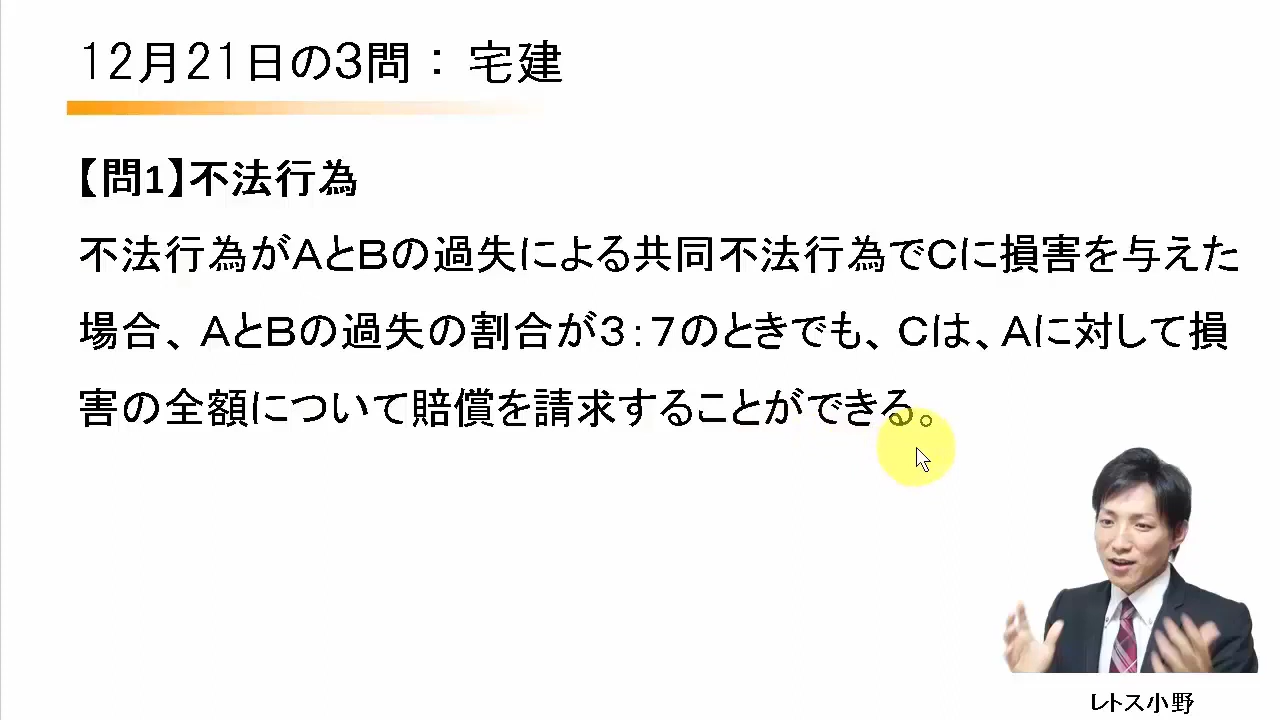 12月21日の3問：宅建
【問1】不法行為
不法行為がAとBの過失による共同不法行為でCに損害を与えた
場合、AとBの過失の割合が3：7のときでも、Cは、Aに対して損
害の全額について賠償を請求することができる。
レトス小野